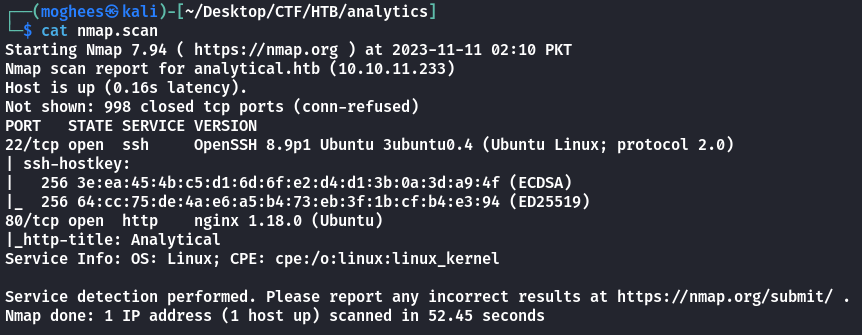 ┌──(moghees㉿kali)-[~/Desktop/CTF/HTB/analytics]
└─$ cat nmap.scan
Starting Nmap 7.94 ( https://nmap.org ) at 2023-11-11 02:10 PKT
Nmap scan report for analytical.htb (10.10.11.233)
Host is up (0.16s latency).
Not shown: 998 closed tcp ports (conn-refused)
PORT   STATE SERVICE VERSION
22/tcp open  ssh     OpenSSH 8.9p1 Ubuntu 3ubuntu0.4 (Ubuntu Linux; protocol 2.0)
| ssh-hostkey:
|   256 3e:ea:45:4b:c5:d1:6d:6f:e2:d4:d1:3b:0a:3d:a9:4f (ECDSA)
|_  256 64:cc:75:de:4a:e6:a5:b4:73:eb:3f:1b:cf:b4:e3:94 (ED25519)
80/tcp open  http    nginx 1.18.0 (Ubuntu)
|_http-title: Analytical
Service Info: OS: Linux; CPE: cpe:/o:linux:linux_kernel

Service detection performed. Please report any incorrect results at https://nmap.org/submit/ .
Nmap done: 1 IP address (1 host up) scanned in 52.45 seconds